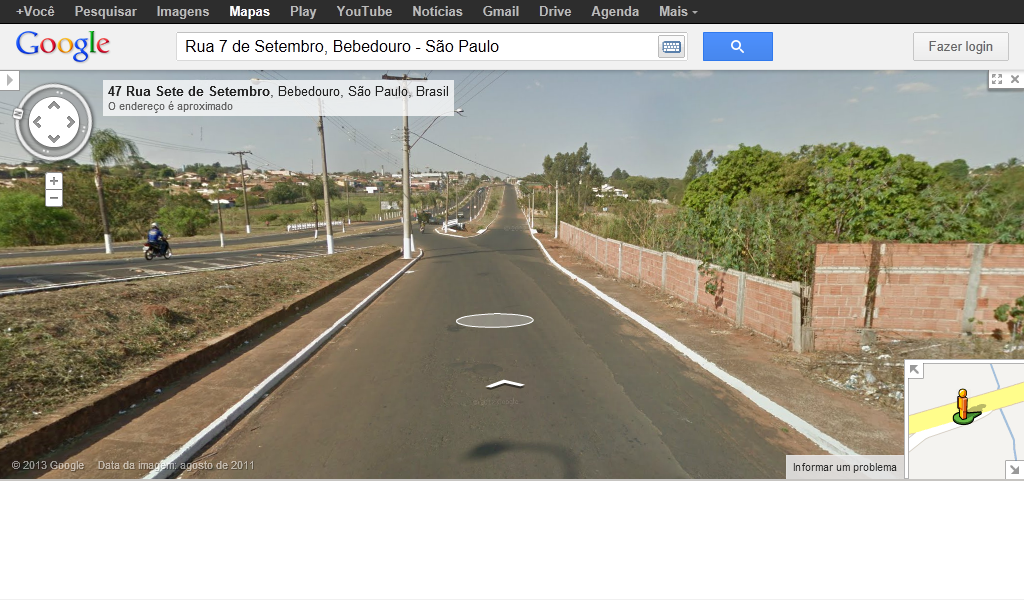 +Você Pesquisar Imagens Mapas Play YouTube Notícias Gmail Drive Agenda Mais
Google Rua 7 de Setembro, Bebedouro - São Paulo Fazer login
47 Rua Sete de Setembro, Bebedouro, São Paulo, Brasil
O endereço é aproximado
N
+
−
© 2013 Google Data da imagem: agosto de 2011
Informar um problema